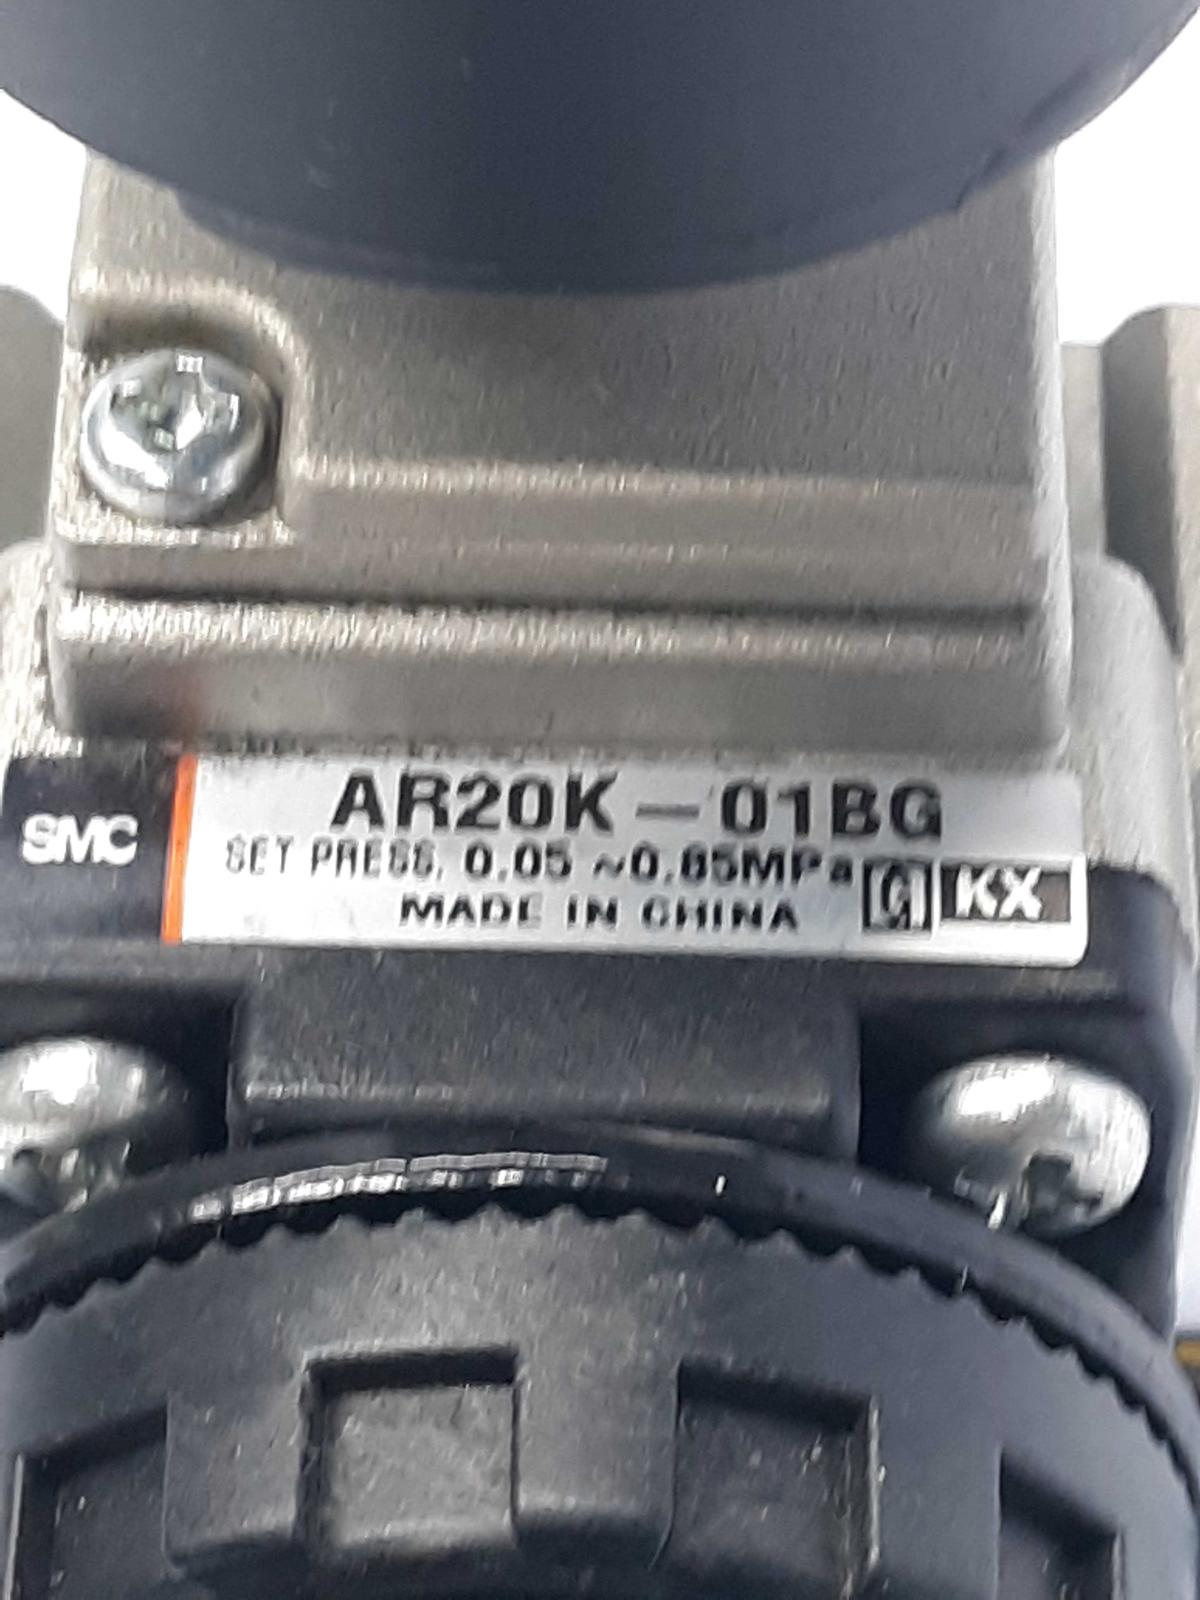 SMC
AR20K-01BG
SET PRESS. 0.05 ~0.85MPa
MADE IN CHINA
KX